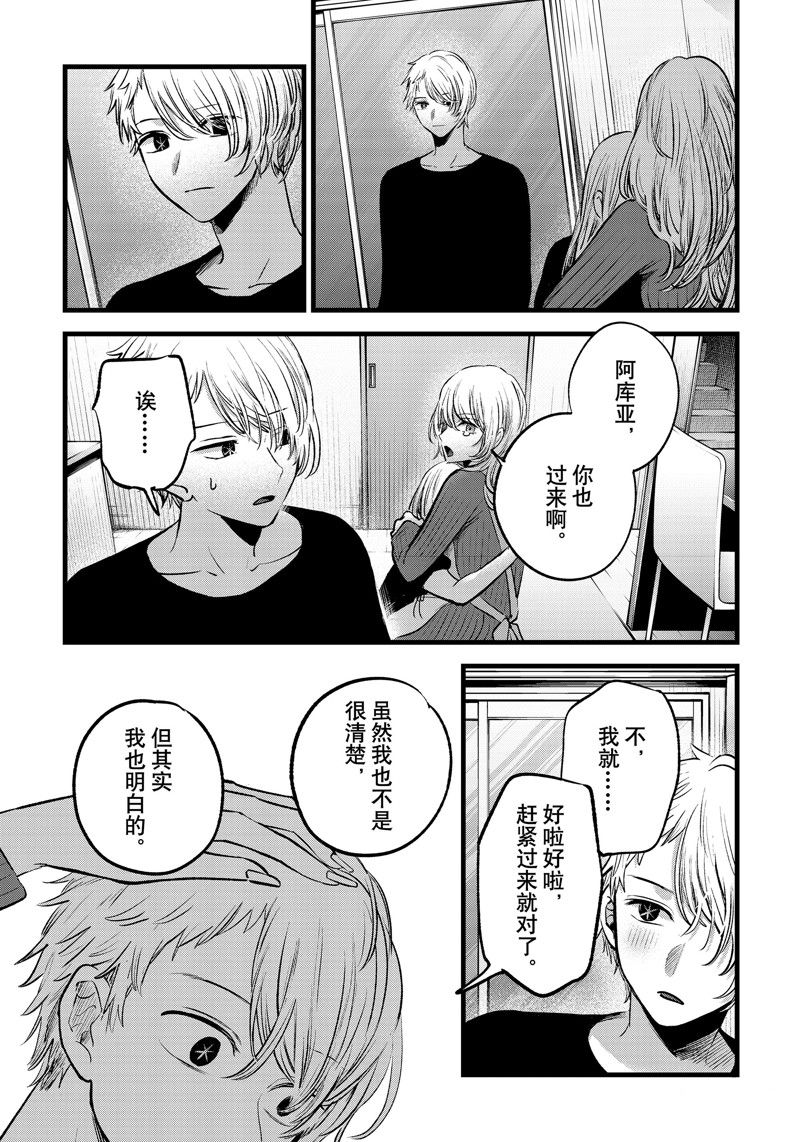 阿库亚，
你也
过来啊。
诶……
不，
我就……
好啦好啦，
赶紧过来就对了。
虽然我也不是
很清楚，
但其实
我也明白的。